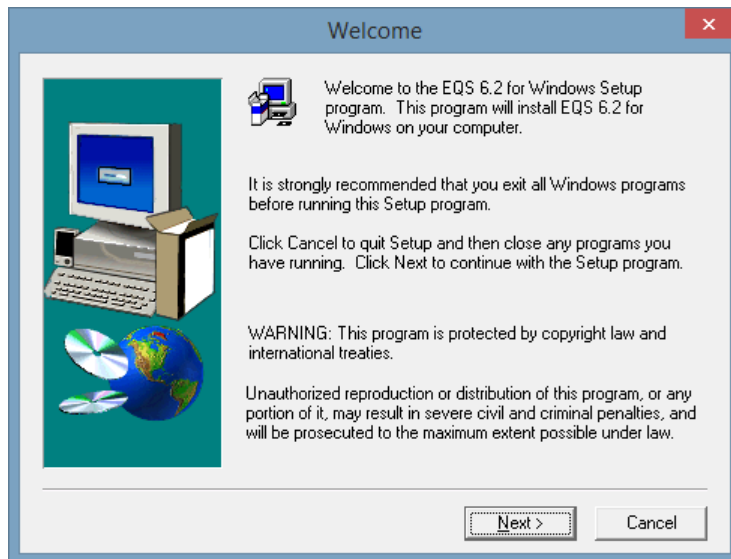 Welcome
Welcome to the EQS 6.2 for Windows Setup
program. This program will install EQS 6.2 for
Windows on your computer.
It is strongly recommended that you exit all Windows programs
before running this Setup program.
Click Cancel to quit Setup and then close any programs you
have running. Click Next to continue with the Setup program.
WARNING: This program is protected by copyright law and
international treaties.
Unauthorized reproduction or distribution of this program, or any
portion of it, may result in severe civil and criminal penalties, and
will be prosecuted to the maximum extent possible under law.
Next >
Cancel